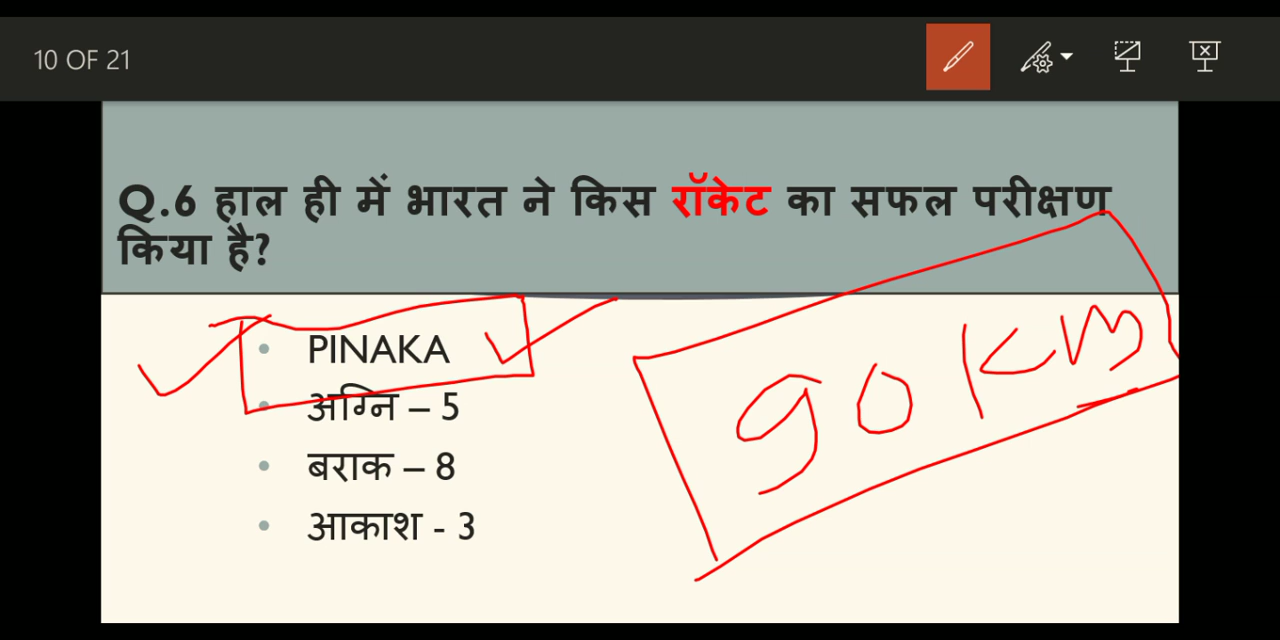 10 OF 21
Q.6 हाल ही में भारत ने किस रॉकेट का सफल परीक्षण
किया है?
• PINAKA
• अग्नि – 5
• बराक – 8
• आकाश - 3
90 KM